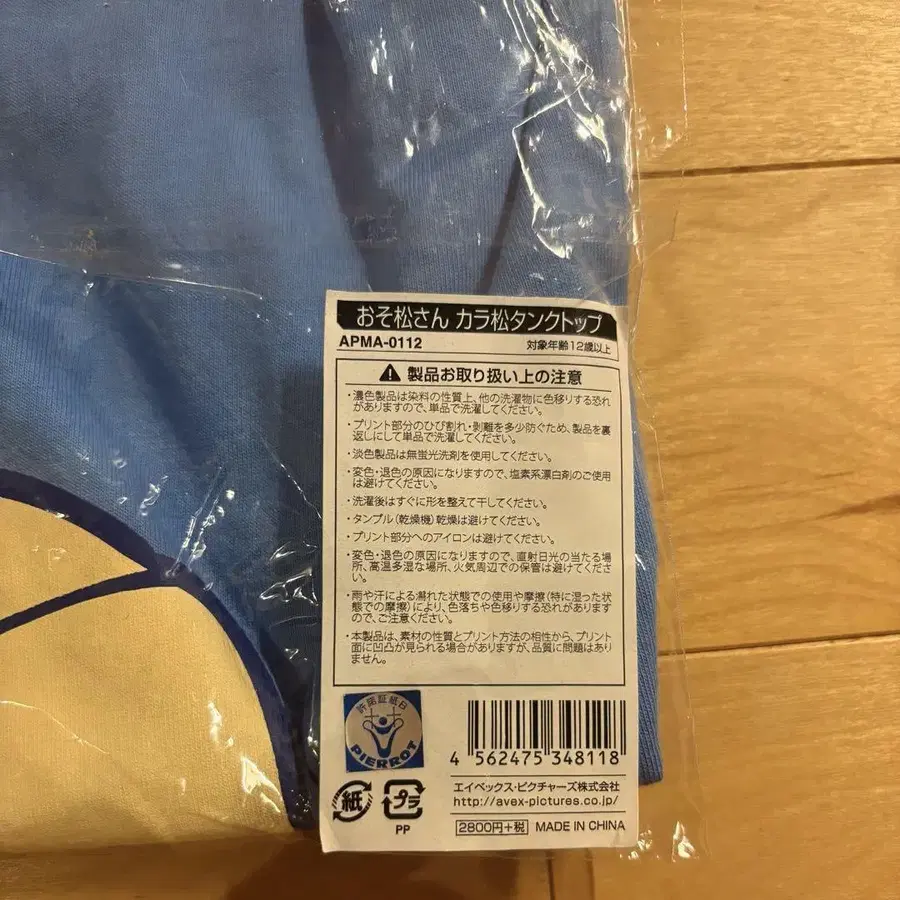 おそ松さん カラ松タンクトップ
APMA-0112 対象年齢12歳以上
製品お取り扱い上の注意
・濃色製品は染料の性質上、他の洗濯物に色移りする恐れ
がありますので、単品で洗濯してください。
・プリント部分のひび割れ・剥離を多少防ぐため、製品を裏
返しにして単品で洗濯してください。
・淡色製品は無蛍光洗剤を使用してください。
・変色・退色の原因になりますので、塩素系漂白剤のご使用
は避けてください。
・洗濯後はすぐに形を整えて干してください。
・タンブル(乾燥機)乾燥は避けてください。
・プリント部分へのアイロンは避けてください。
・変色・退色の原因になりますので、直射日光の当たる場
所、高温多湿な場所、火気周辺での保管は避けてくださ
い。
・雨や汗による濡れた状態での使用や摩擦(特に湿った状
態での摩擦)により、色落ちや色移りする恐れがあります
ので、ご注意ください。
・本製品は、素材の性質とプリント方法の相性から、プリント
面に凹凸が見られる場合がありますが、品質に問題はあり
ません。
許諾証紙B
PIERROT
4 562475 348118
エイベックス・ピクチャーズ株式会社
http://avex-pictures.co.jp/
紙 プラ
PP
2800円+税 MADE IN CHINA